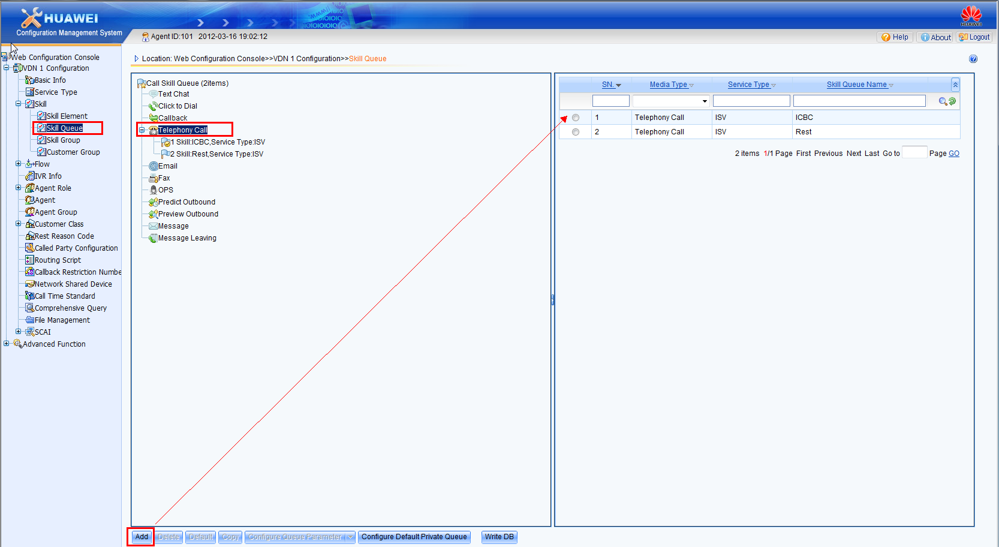 HUAWEI
Configuration Management System
HUAWEI
Agent ID:101 2012-03-16 19:02:12
Help About Logout
Web Configuration Console
VDN 1 Configuration
Basic Info
Service Type
Skill
Skill Element
Skill Queue
Skill Group
Customer Group
Flow
IVR Info
Agent Role
Agent
Agent Group
Customer Class
Rest Reason Code
Called Party Configuration
Routing Script
Callback Restriction Numbe
Network Shared Device
Call Time Standard
Comprehensive Query
File Management
SCAI
Advanced Function
Location: Web Configuration Console>>VDN 1 Configuration>>Skill Queue
Call Skill Queue (2items)
Text Chat
Click to Dial
Callback
Telephony Call
1 Skill:ICBC,Service Type:ISV
2 Skill:Rest,Service Type:ISV
Email
Fax
OPS
Predict Outbound
Preview Outbound
Message
Message Leaving
SN. Media Type Service Type Skill Queue Name
1 Telephony Call ISV ICBC
2 Telephony Call ISV Rest
2 items 1/1 Page First Previous Next Last Go to Page GO
Add Delete Default Copy Configure Queue Parameter Configure Default Private Queue Write DB